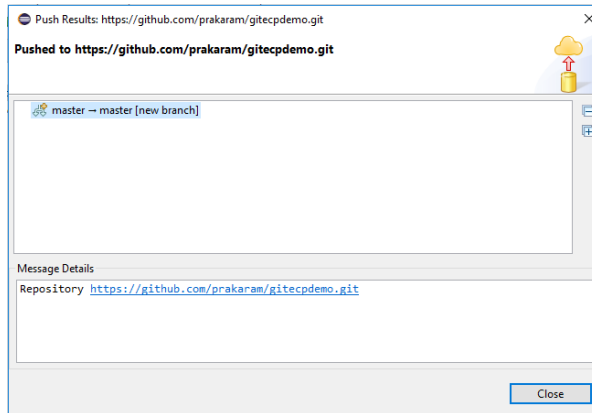 Push Results: https://github.com/prakaram/gitecpdemo.git
Pushed to https://github.com/prakaram/gitecpdemo.git
master → master [new branch]
Message Details
Repository https://github.com/prakaram/gitecpdemo.git
Close